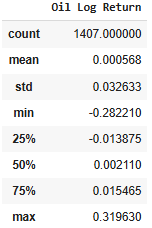 Oil Log Return
count 1407.000000
mean 0.000568
std 0.032633
min -0.282210
25% -0.013875
50% 0.002110
75% 0.015465
max 0.319630